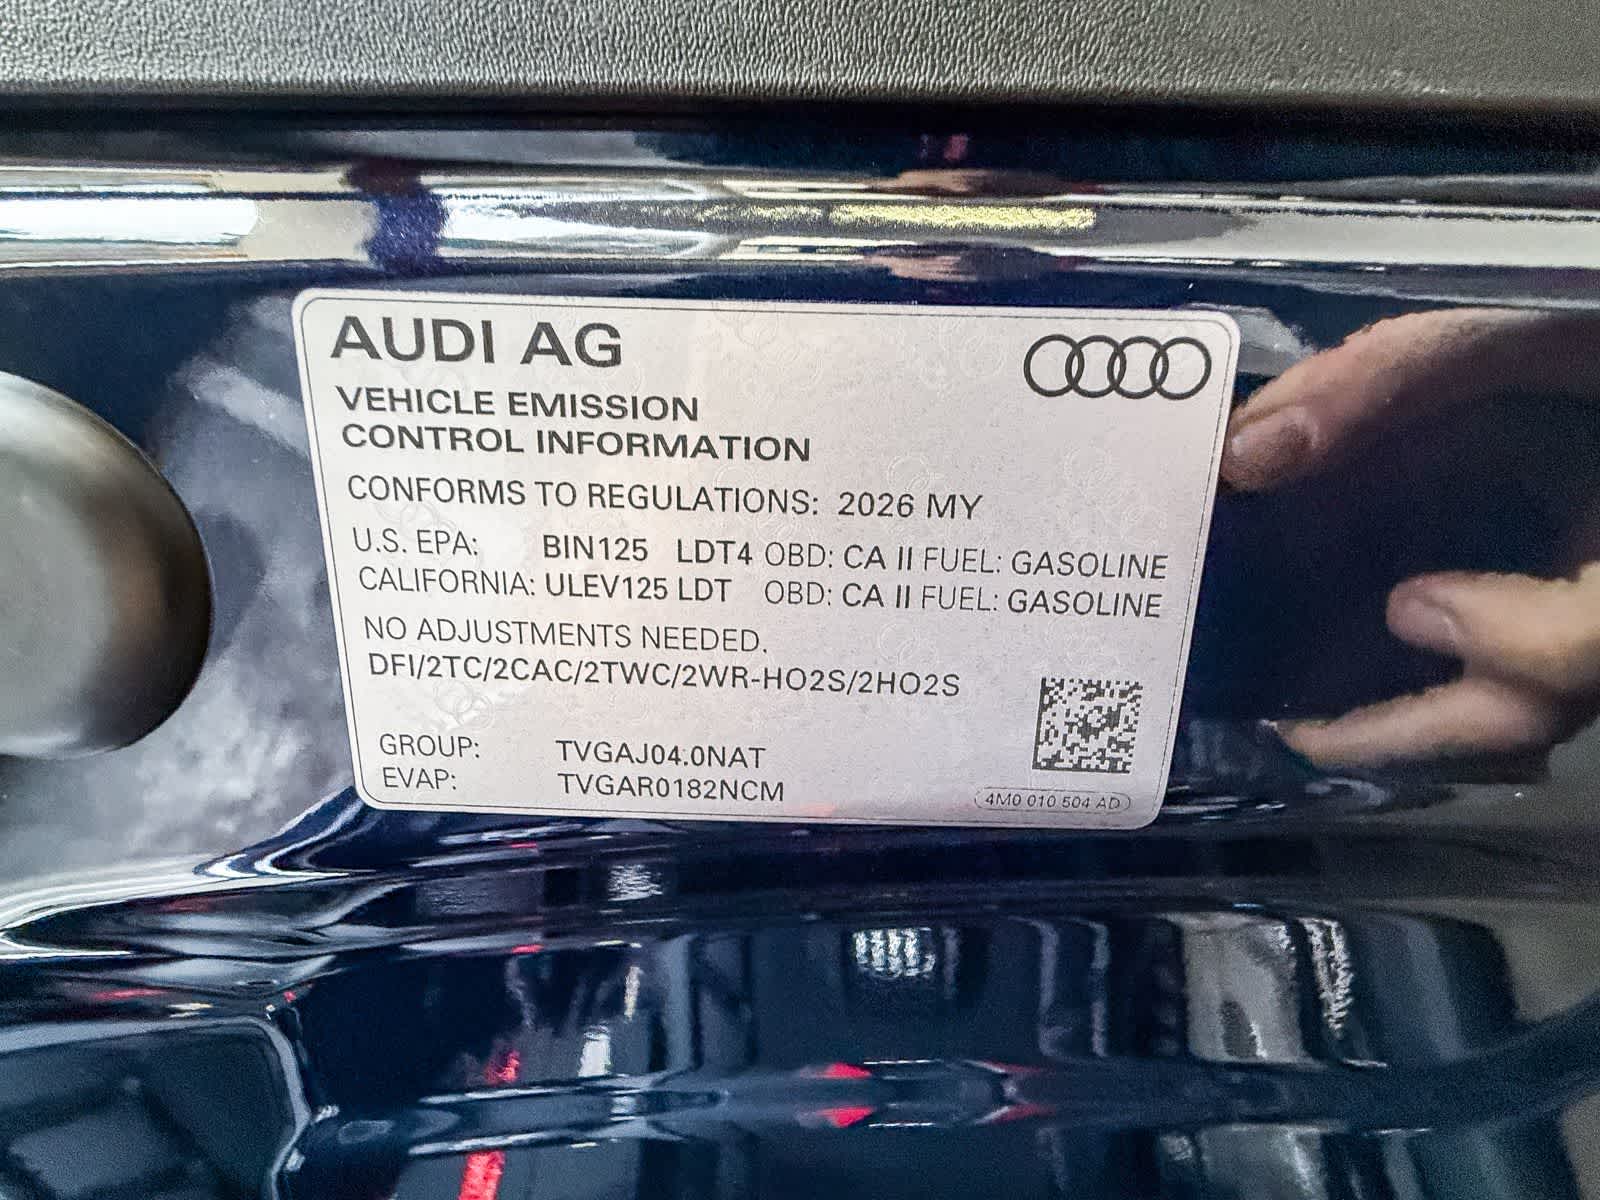 AUDI AG
VEHICLE EMISSION
CONTROL INFORMATION
CONFORMS TO REGULATIONS: 2026 MY
U.S. EPA: BIN125 LDT4 OBD: CA II FUEL: GASOLINE
CALIFORNIA: ULEV125 LDT OBD: CA II FUEL: GASOLINE
NO ADJUSTMENTS NEEDED.
DFI/2TC/2CAC/2TWC/2WR-HO2S/2HO2S
GROUP: TVGAJ04.0NAT
EVAP: TVGAR0182NCM
4M0 010 504 AD